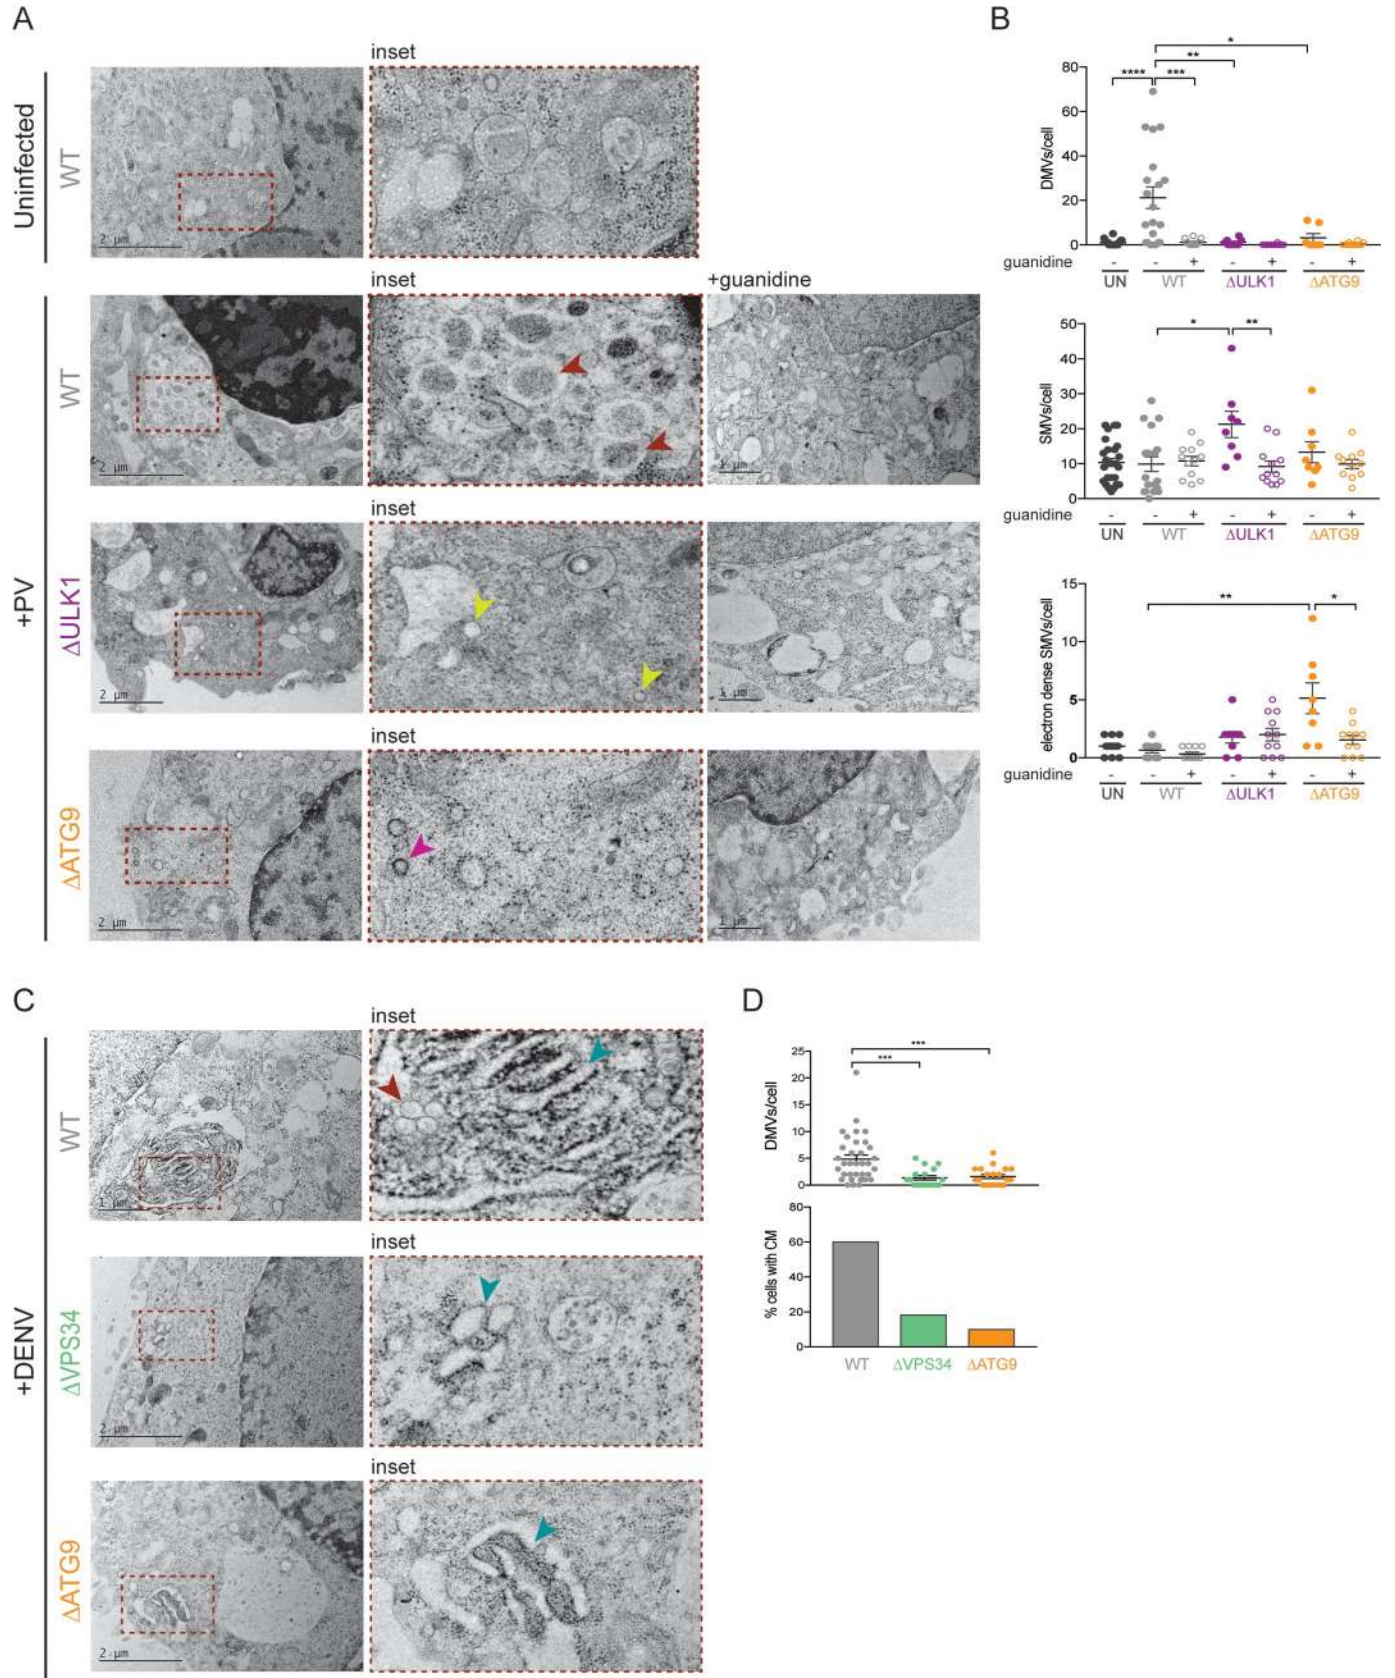 A
inset
Uninfected
WT
2 μm
inset
+guanidine
+PV
WT
2 μm
1 μm
inset
ΔULK1
2 μm
1 μm
inset
ΔATG9
2 μm
1 μm
B
*
**
**** ***
80
60
40
20
0
DMVs/cell
guanidine - - + - + - +
UN WT ΔULK1 ΔATG9
* **
50
40
30
20
10
0
SMVs/cell
guanidine - - + - + - +
UN WT ΔULK1 ΔATG9
** *
15
10
5
0
electron dense SMVs/cell
guanidine - - + - + - +
UN WT ΔULK1 ΔATG9
C
inset
+DENV
WT
1 μm
inset
ΔVPS34
2 μm
inset
ΔATG9
2 μm
D
***
***
25
20
15
10
5
0
DMVs/cell
80
60
40
20
0
% cells with CM
WT ΔVPS34 ΔATG9